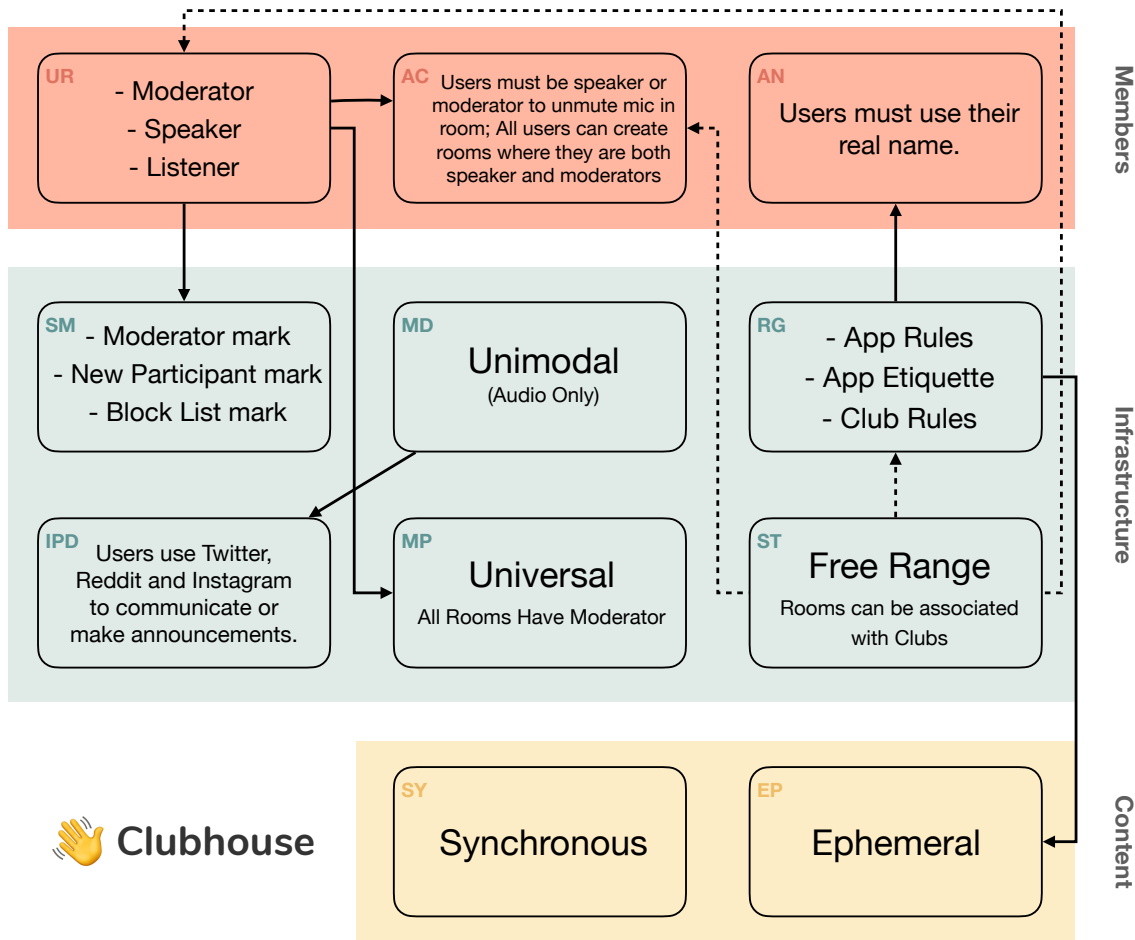 UR
- Moderator
- Speaker
- Listener
AC
Users must be speaker or
moderator to unmute mic in
room; All users can create
rooms where they are both
speaker and moderators
AN
Users must use their
real name.
Members
SM
- Moderator mark
- New Participant mark
- Block List mark
MD
Unimodal
(Audio Only)
RG
- App Rules
- App Etiquette
- Club Rules
Infrastructure
IPD
Users use Twitter,
Reddit and Instagram
to communicate or
make announcements.
MP
Universal
All Rooms Have Moderator
ST
Free Range
Rooms can be associated
with Clubs
Clubhouse
SY
Synchronous
EP
Ephemeral
Content